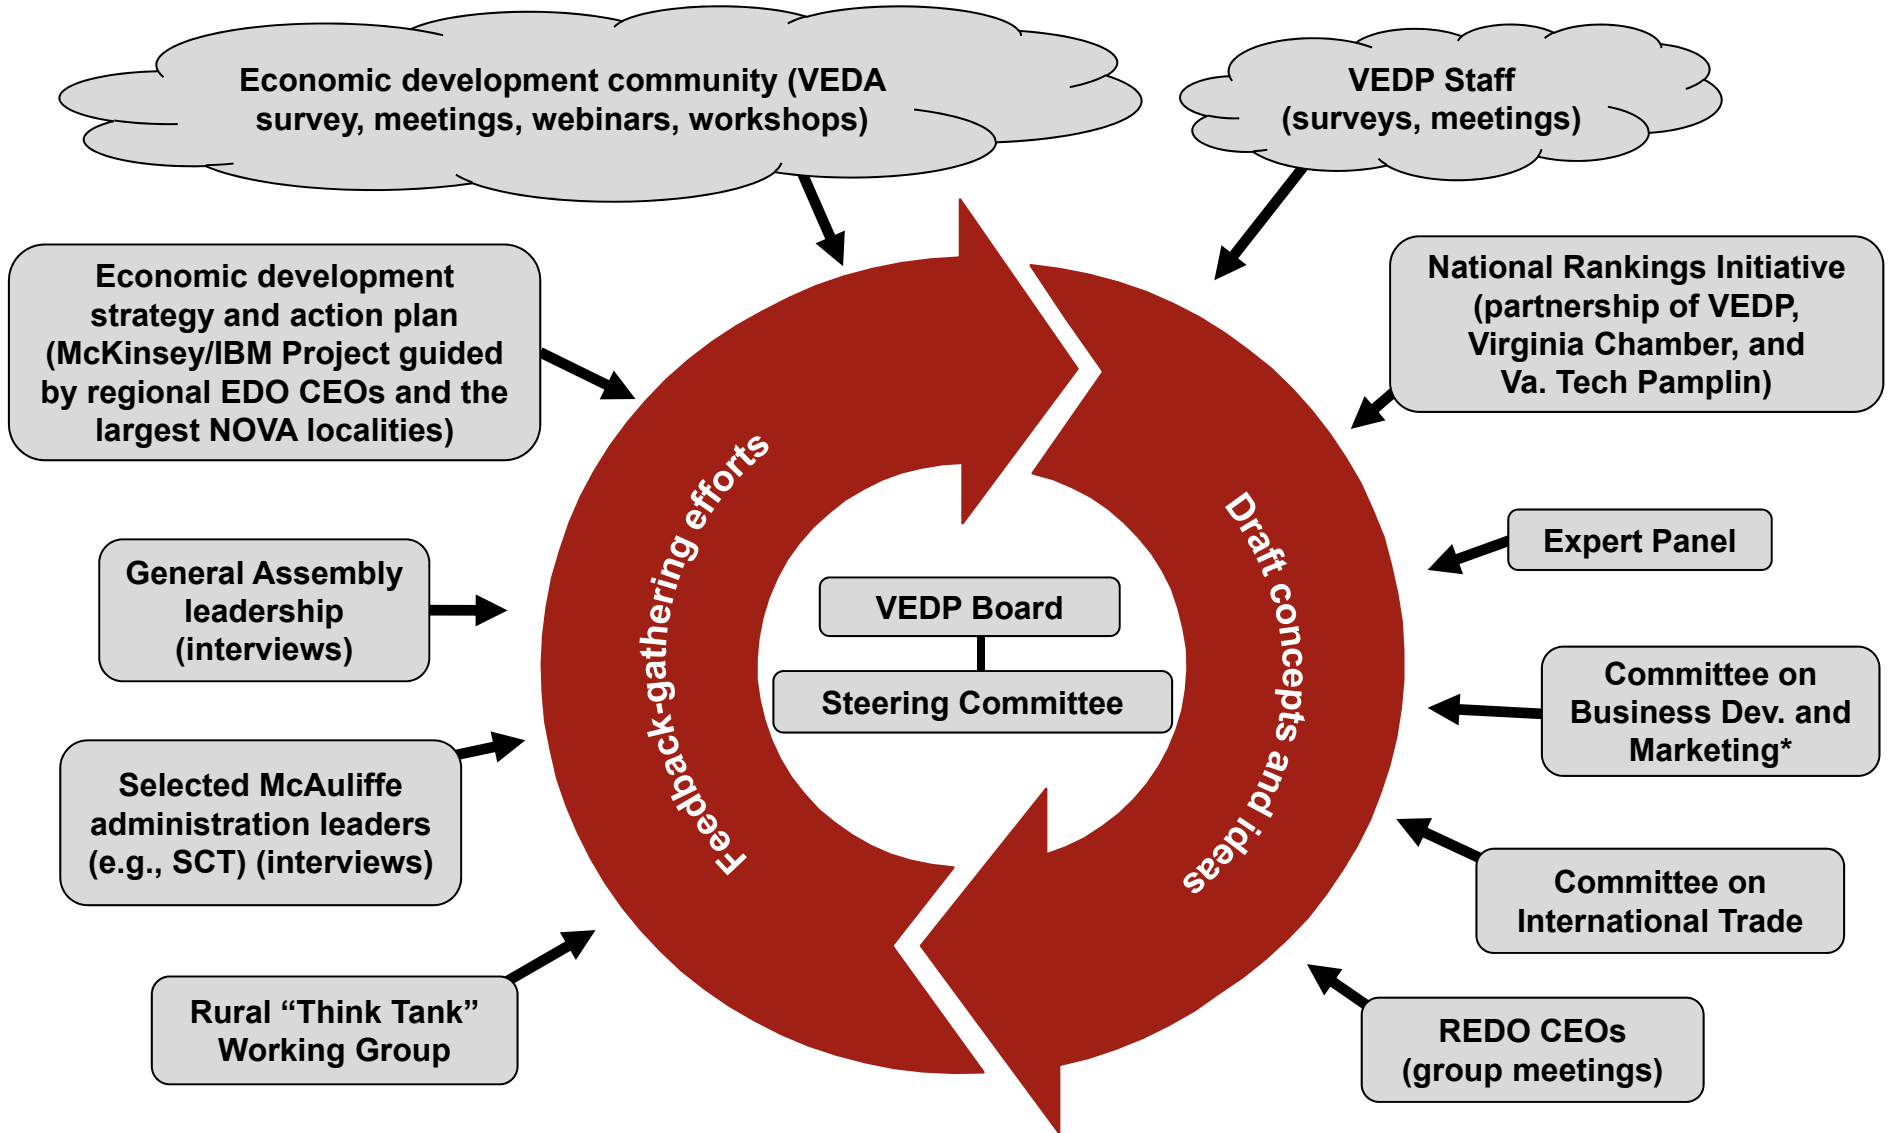 Economic development community (VEDA
survey, meetings, webinars, workshops)
VEDP Staff
(surveys, meetings)
Economic development
strategy and action plan
(McKinsey/IBM Project guided
by regional EDO CEOs and the
largest NOVA localities)
National Rankings Initiative
(partnership of VEDP,
Virginia Chamber, and
Va. Tech Pamplin)
General Assembly
leadership
(interviews)
Selected McAuliffe
administration leaders
(e.g., SCT) (interviews)
Rural “Think Tank”
Working Group
Feedback-gathering efforts
VEDP Board
Steering Committee
Draft concepts and ideas
Expert Panel
Committee on
Business Dev. and
Marketing*
Committee on
International Trade
REDO CEOs
(group meetings)